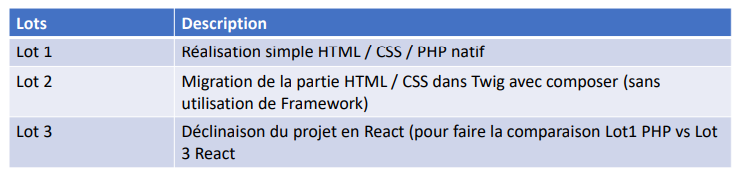 Lots Description
Lot 1 Réalisation simple HTML / CSS / PHP natif
Lot 2 Migration de la partie HTML / CSS dans Twig avec composer (sans
utilisation de Framework)
Lot 3 Déclinaison du projet en React (pour faire la comparaison Lot1 PHP vs Lot
3 React